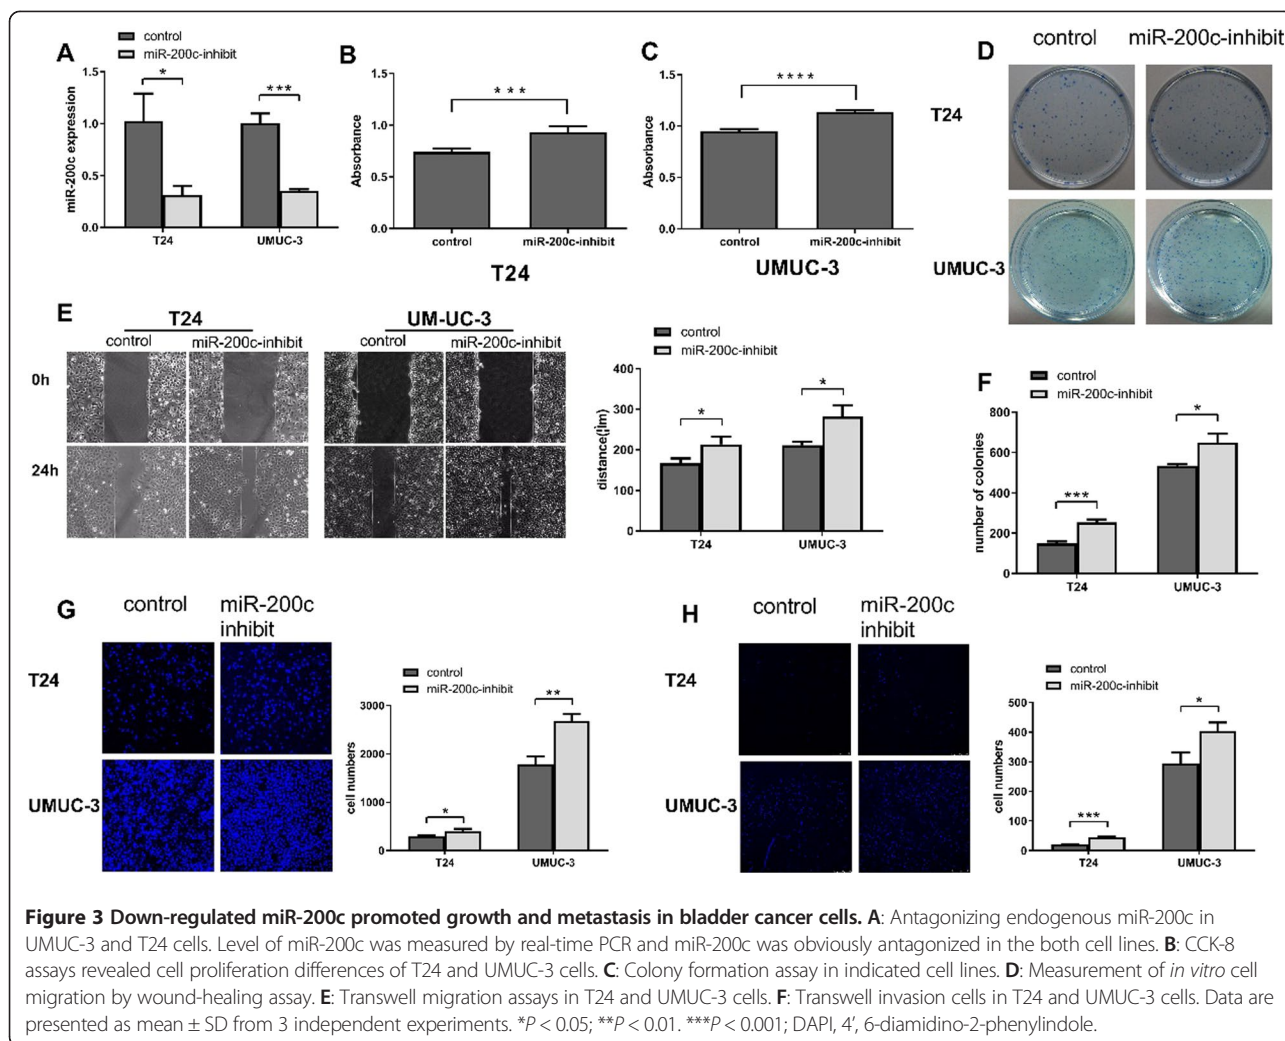 A
control
miR-200c-inhibit
miR-200c expression
1.5
1.0
0.5
0.0
*
***
T24
UMUC-3
B
Absorbance
1.5
1.0
0.5
0.0
***
control
miR-200c-inhibit
T24
C
Absorbance
1.5
1.0
0.5
0.0
****
control
miR-200c-inhibit
UMUC-3
D
control
miR-200c-inhibit
T24
UMUC-3
E
T24
UM-UC-3
control
miR-200c-inhibit
control
miR-200c-inhibit
0h
24h
control
miR-200c-inhibit
400
300
200
100
0
*
*
T24
UMUC-3
F
control
miR-200c-inhibit
number of colonies
800
600
400
200
0
***
*
T24
UMUC-3
G
control
miR-200c
inhibit
T24
UMUC-3
control
miR-200c-inhibit
cell numbers
3000
2000
1000
0
*
**
T24
UMUC-3
H
control
miR-200c
inhibit
T24
UMUC-3
control
miR-200c-inhibit
cell numbers
500
400
300
200
100
0
***
*
T24
UMUC-3
Figure 3 Down-regulated miR-200c promoted growth and metastasis in bladder cancer cells. A: Antagonizing endogenous miR-200c in
UMUC-3 and T24 cells. Level of miR-200c was measured by real-time PCR and miR-200c was obviously antagonized in the both cell lines. B: CCK-8
assays revealed cell proliferation differences of T24 and UMUC-3 cells. C: Colony formation assay in indicated cell lines. D: Measurement of in vitro cell
migration by wound-healing assay. E: Transwell migration assays in T24 and UMUC-3 cells. F: Transwell invasion cells in T24 and UMUC-3 cells. Data are
presented as mean ± SD from 3 independent experiments. *P < 0.05; **P < 0.01. ***P < 0.001; DAPI, 4′, 6-diamidino-2-phenylindole.